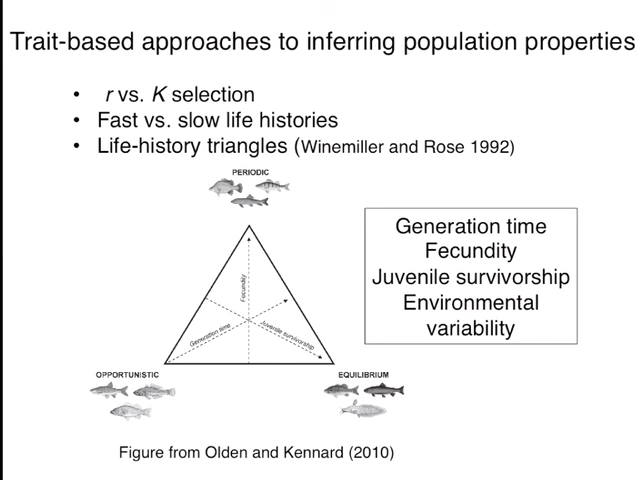 Trait-based approaches to inferring population properties
• r vs. K selection
• Fast vs. slow life histories
• Life-history triangles (Winemiller and Rose 1992)
PERIODIC
Generation time
Fecundity
Juvenile survivorship
Environmental
variability
Fecundity
Generation time
Juvenile survivorship
OPPORTUNISTIC
EQUILIBRIUM
Figure from Olden and Kennard (2010)